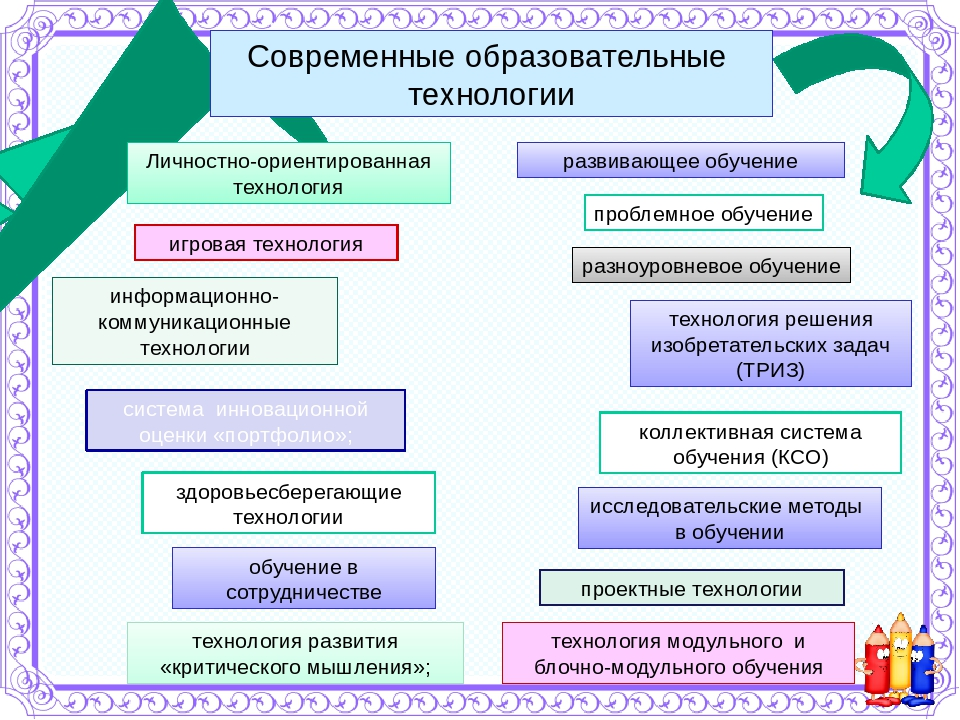 Современные образовательные
технологии
Личностно-ориентированная
технология
игровая технология
информационно-
коммуникационные
технологии
система инновационной
оценки «портфолио»;
здоровьесберегающие
технологии
обучение в
сотрудничестве
технология развития
«критического мышления»;
развивающее обучение
проблемное обучение
разноуровневое обучение
технология решения
изобретательских задач
(ТРИЗ)
коллективная система
обучения (КСО)
исследовательские методы
в обучении
проектные технологии
технология модульного и
блочно-модульного обучения